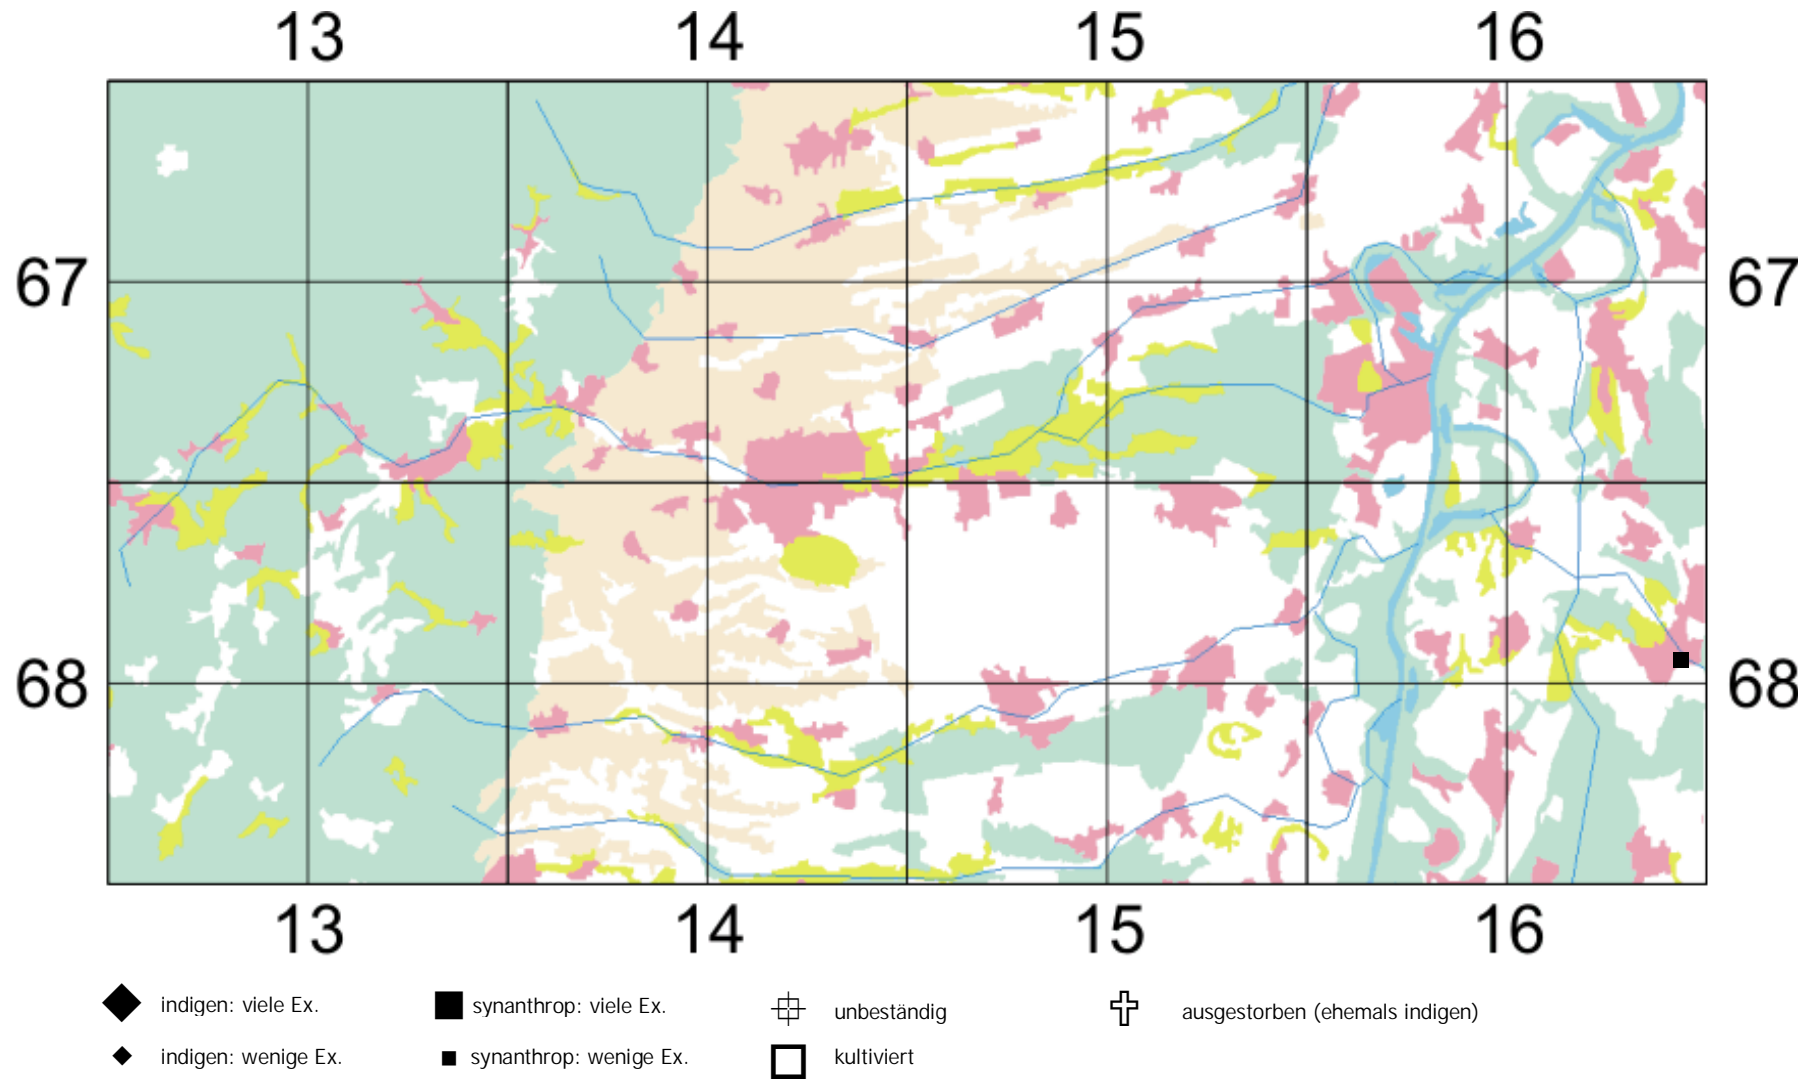 13 14 15 16
67 67
68 68
13 14 15 16
indigen: viele Ex. synanthrop: viele Ex. unbeständig ausgestorben (ehemals indigen)
indigen: wenige Ex. synanthrop: wenige Ex. kultiviert